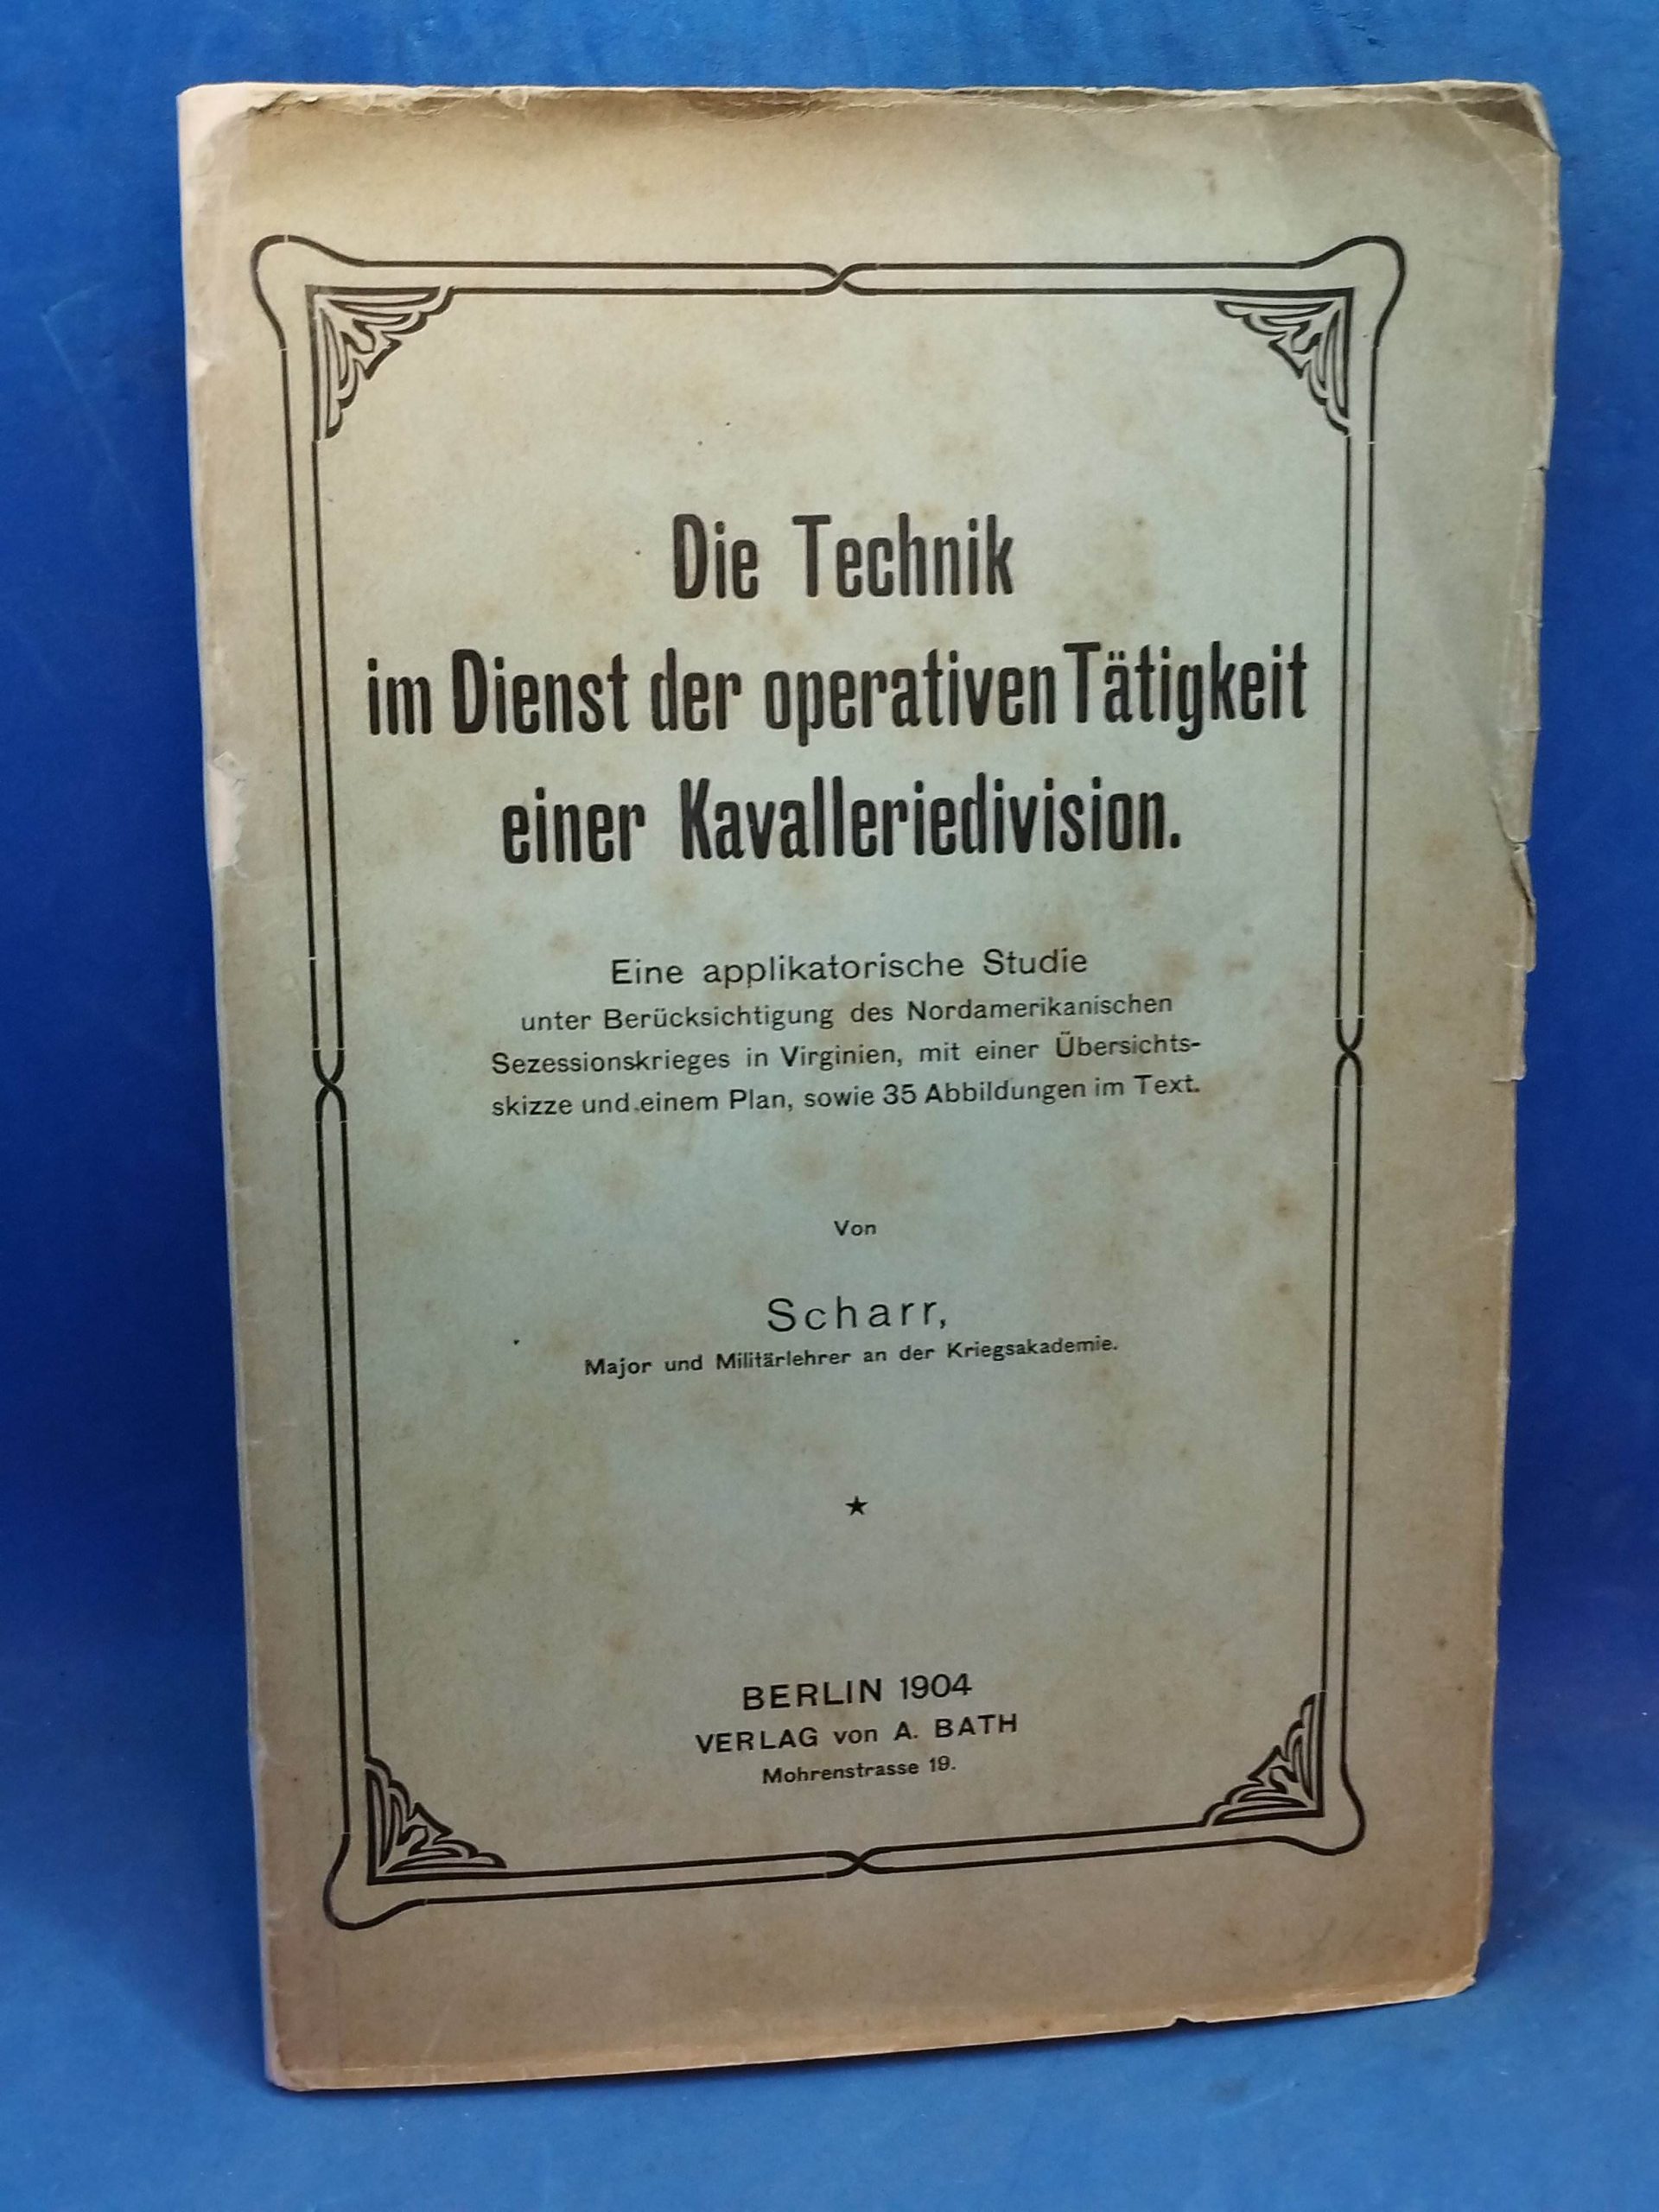 Die Technik
im Dienst der operativen Tätigkeit
einer Kavalleriedivision.
Eine applikatorische Studie
unter Berücksichtigung des Nordamerikanischen
Sezessionskrieges in Virginien, mit einer Übersichts-
skizze und einem Plan, sowie 35 Abbildungen im Text.
Von
Scharr,
Major und Militärlehrer an der Kriegsakademie.
BERLIN 1904
VERLAG von A. BATH
Mohrenstrasse 19.